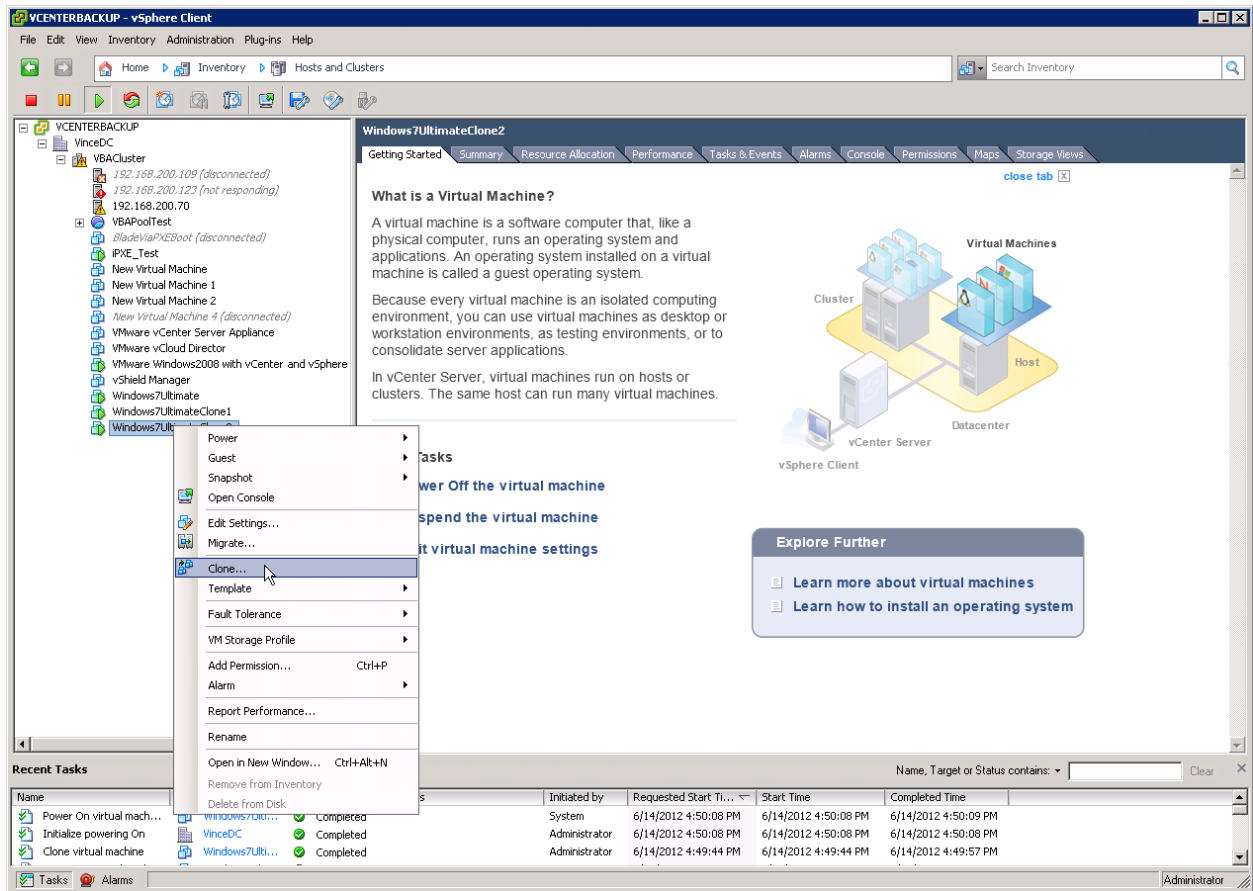 VCENTERBACKUP - vSphere Client
File Edit View Inventory Administration Plug-ins Help
Home Inventory Hosts and Clusters
Search Inventory
VCENTERBACKUP
VinceDC
VBACluster
192.168.200.109 (disconnected)
192.168.200.123 (not responding)
192.168.200.70
VBAPoolTest
BladeViaPXEBoot (disconnected)
iPXE_Test
New Virtual Machine
New Virtual Machine 1
New Virtual Machine 2
New Virtual Machine 4 (disconnected)
VMware vCenter Server Appliance
VMware vCloud Director
VMware Windows2008 with vCenter and vSphere
vShield Manager
Windows7Ultimate
Windows7UltimateClone1
Power
Guest
Snapshot
Open Console
Edit Settings...
Migrate...
Clone...
Template
Fault Tolerance
VM Storage Profile
Add Permission... Ctrl+P
Alarm
Report Performance...
Rename
Open in New Window... Ctrl+Alt+N
Remove from Inventory
Delete from Disk
Windows7UltimateClone2
Getting Started Summary Resource Allocation Performance Tasks & Events Alarms Console Permissions Maps Storage Views
close tab X
What is a Virtual Machine?
A virtual machine is a software computer that, like a
physical computer, runs an operating system and
applications. An operating system installed on a virtual
machine is called a guest operating system.
Because every virtual machine is an isolated computing
environment, you can use virtual machines as desktop or
workstation environments, as testing environments, or to
consolidate server applications.
In vCenter Server, virtual machines run on hosts or
clusters. The same host can run many virtual machines.
Tasks
wer Off the virtual machine
spend the virtual machine
it virtual machine settings
Virtual Machines
Cluster
Host
Datacenter
vCenter Server
vSphere Client
Explore Further
Learn more about virtual machines
Learn how to install an operating system
Recent Tasks
Name, Target or Status contains:
Clear
Name Initiated by Requested Start Ti... Start Time Completed Time
Power On virtual mach... Windows7Ulti... Completed System 6/14/2012 4:50:08 PM 6/14/2012 4:50:08 PM 6/14/2012 4:50:09 PM
Initialize powering On VinceDC Completed Administrator 6/14/2012 4:50:08 PM 6/14/2012 4:50:08 PM 6/14/2012 4:50:08 PM
Clone virtual machine Windows7Ulti... Completed Administrator 6/14/2012 4:49:44 PM 6/14/2012 4:49:44 PM 6/14/2012 4:49:57 PM
Tasks Alarms
Administrator